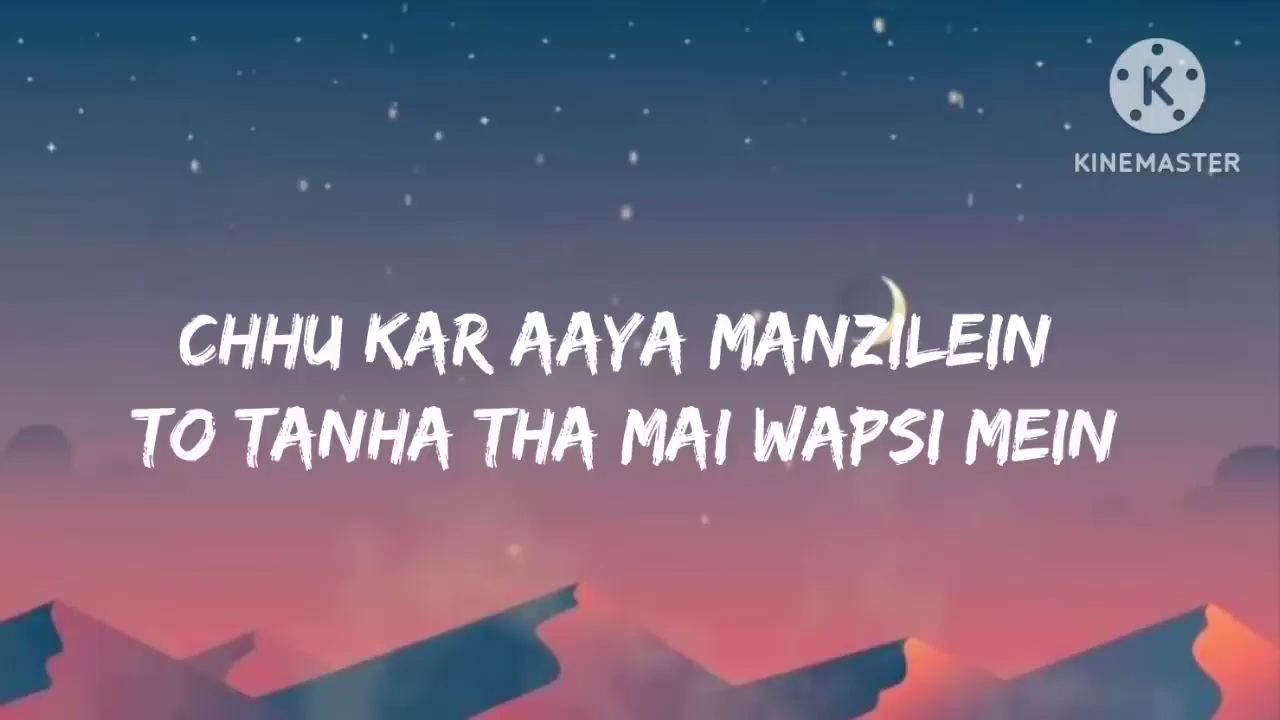 K
KINEMASTER
CHHU KAR AAYA MANZILEIN
TO TANHA THA MAI WAPSI MEIN